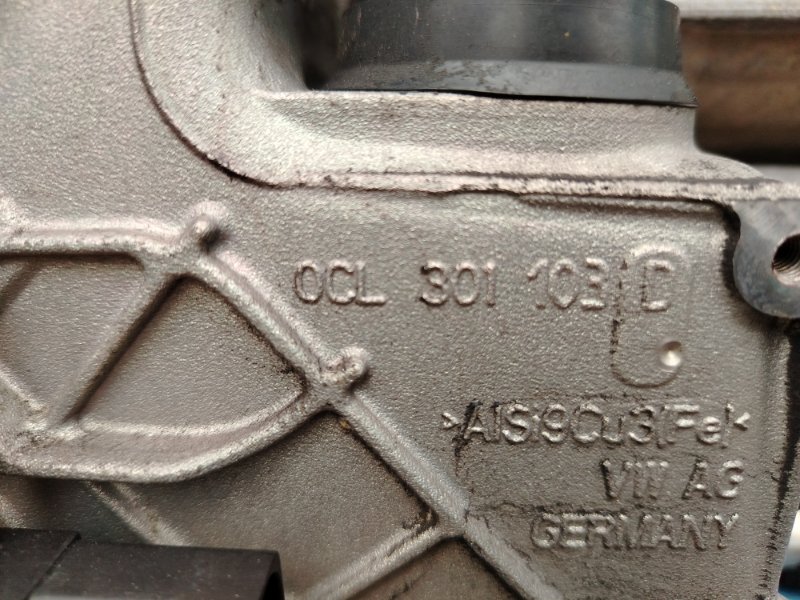 0CL 301 103 D
>AlSi9Cu3(Fe)<
VW AG
GERMANY